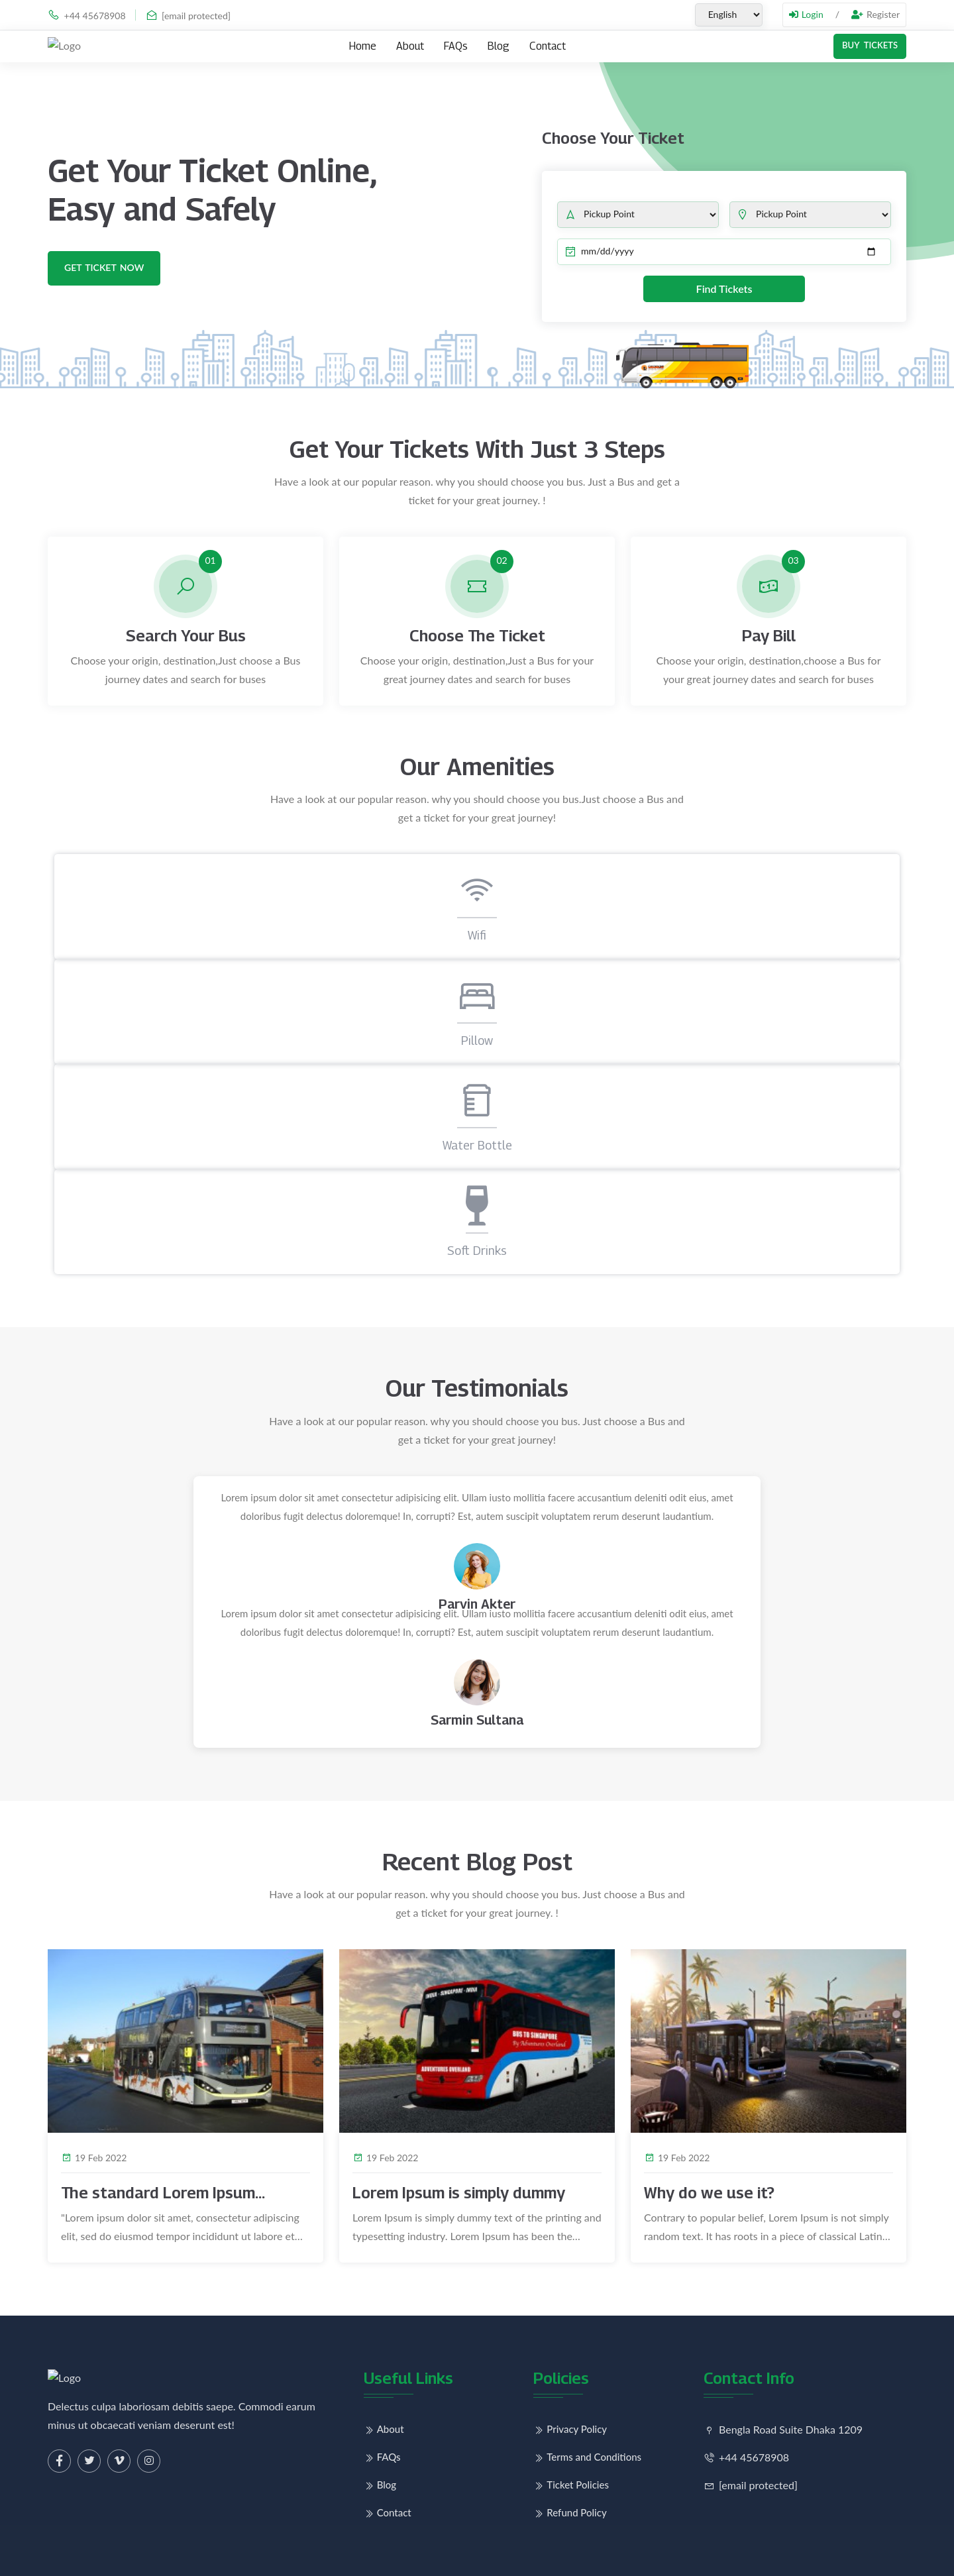 +44 45678908
[email protected]
English
Login / Register
Logo
Home About FAQs Blog Contact
BUY TICKETS
Get Your Ticket Online,
Easy and Safely
GET TICKET NOW
Choose Your Ticket
Pickup Point
Pickup Point
mm/dd/yyyy
Find Tickets
Get Your Tickets With Just 3 Steps
Have a look at our popular reason. why you should choose you bus. Just a Bus and get a
ticket for your great journey. !
01
Search Your Bus
Choose your origin, destination,Just choose a Bus
journey dates and search for buses
02
Choose The Ticket
Choose your origin, destination,Just a Bus for your
great journey dates and search for buses
03
Pay Bill
Choose your origin, destination,choose a Bus for
your great journey dates and search for buses
Our Amenities
Have a look at our popular reason. why you should choose you bus.Just choose a Bus and
get a ticket for your great journey!
Wifi
Pillow
Water Bottle
Soft Drinks
Our Testimonials
Have a look at our popular reason. why you should choose you bus. Just choose a Bus and
get a ticket for your great journey!
Lorem ipsum dolor sit amet consectetur adipisicing elit. Ullam iusto mollitia facere accusantium deleniti odit eius, amet
doloribus fugit delectus doloremque! In, corrupti? Est, autem suscipit voluptatem rerum deserunt laudantium.
Parvin Akter
Lorem ipsum dolor sit amet consectetur adipisicing elit. Ullam iusto mollitia facere accusantium deleniti odit eius, amet
doloribus fugit delectus doloremque! In, corrupti? Est, autem suscipit voluptatem rerum deserunt laudantium.
Sarmin Sultana
Recent Blog Post
Have a look at our popular reason. why you should choose you bus. Just choose a Bus and
get a ticket for your great journey. !
19 Feb 2022
The standard Lorem Ipsum...
"Lorem ipsum dolor sit amet, consectetur adipiscing
elit, sed do eiusmod tempor incididunt ut labore et...
INDIA - SINGAPORE - INDIA
BUS TO SINGAPORE
By Adventures Overland
ADVENTURES OVERLAND
19 Feb 2022
Lorem Ipsum is simply dummy
Lorem Ipsum is simply dummy text of the printing and
typesetting industry. Lorem Ipsum has been the...
19 Feb 2022
Why do we use it?
Contrary to popular belief, Lorem Ipsum is not simply
random text. It has roots in a piece of classical Latin...
Logo
Delectus culpa laboriosam debitis saepe. Commodi earum
minus ut obcaecati veniam deserunt est!
Useful Links
About
FAQs
Blog
Contact
Policies
Privacy Policy
Terms and Conditions
Ticket Policies
Refund Policy
Contact Info
Bengla Road Suite Dhaka 1209
+44 45678908
[email protected]